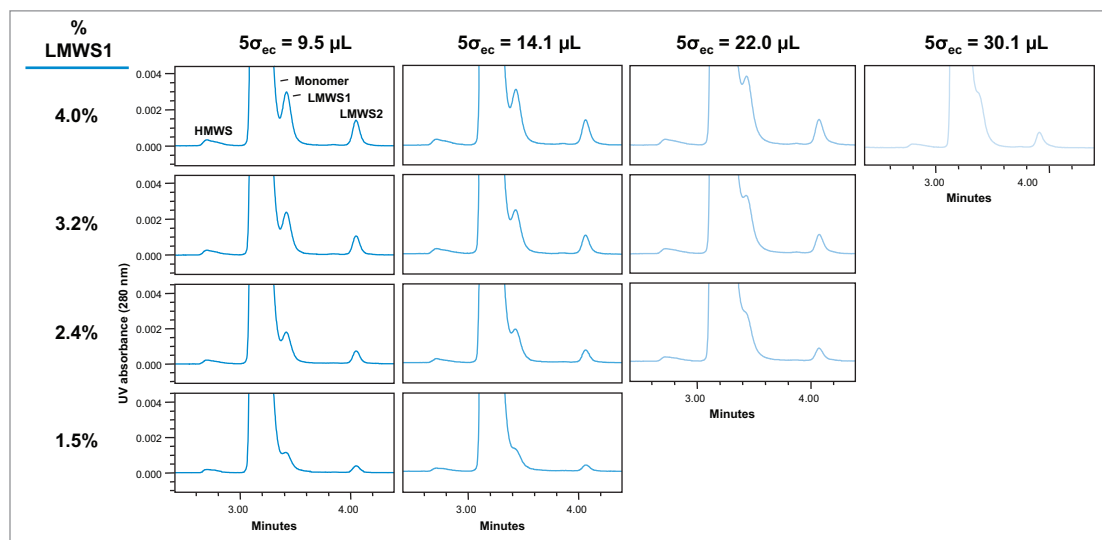 %
LMWS1
5σec = 9.5 µL
5σec = 14.1 µL
5σec = 22.0 µL
5σec = 30.1 µL
4.0%
0.004
0.002
0.000
HMWS
Monomer
LMWS1
LMWS2
3.00
4.00
Minutes
3.2%
0.004
0.002
0.000
UV absorbance (280 nm)
2.4%
0.004
0.002
0.000
3.00
4.00
Minutes
1.5%
0.004
0.002
0.000
3.00
4.00
Minutes
3.00
4.00
Minutes